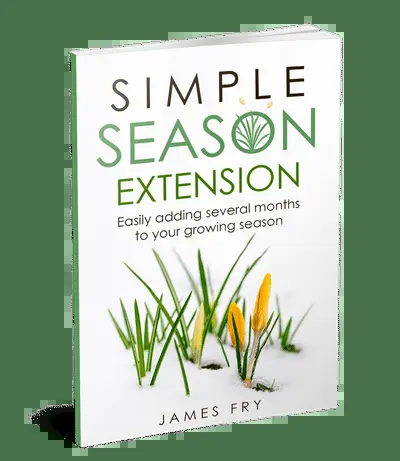 SIMPLE
SEASON
EXTENSION
Easily adding several months
to your growing season
JAMES FRY